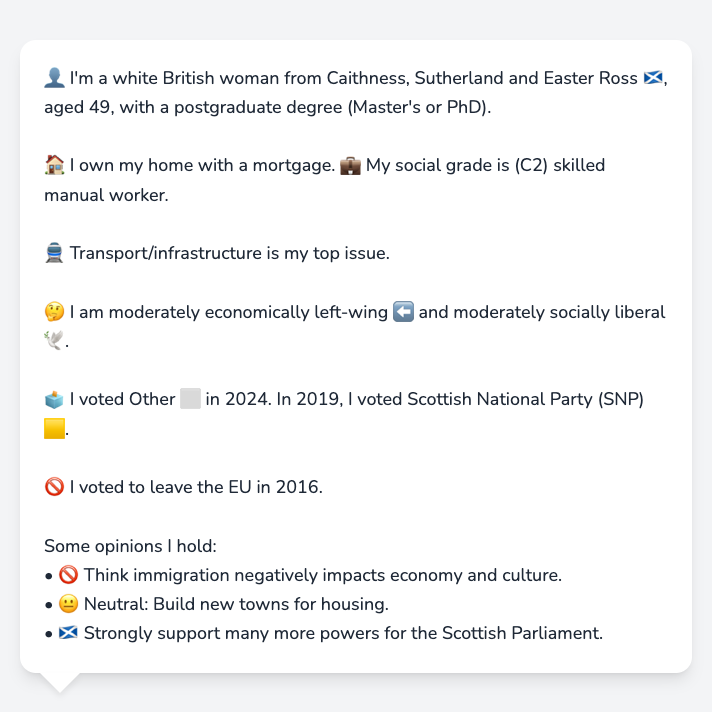 👤 I'm a white British woman from Caithness, Sutherland and Easter Ross 🏴󠁧󠁢󠁳󠁣󠁴󠁿,
aged 49, with a postgraduate degree (Master's or PhD).
🏠 I own my home with a mortgage. 💼 My social grade is (C2) skilled
manual worker.
🚆 Transport/infrastructure is my top issue.
🤔 I am moderately economically left-wing ⬅️ and moderately socially liberal
🕊️.
🗳️ I voted Other ⬜ in 2024. In 2019, I voted Scottish National Party (SNP)
🟨.
🚫 I voted to leave the EU in 2016.
Some opinions I hold:
• 🚫 Think immigration negatively impacts economy and culture.
• 😐 Neutral: Build new towns for housing.
• 🏴󠁧󠁢󠁳󠁣󠁴󠁿 Strongly support many more powers for the Scottish Parliament.